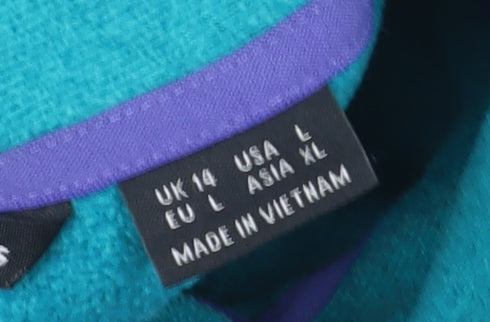 UK 14 USA L
EU L ASIA XL
MADE IN VIETNAM